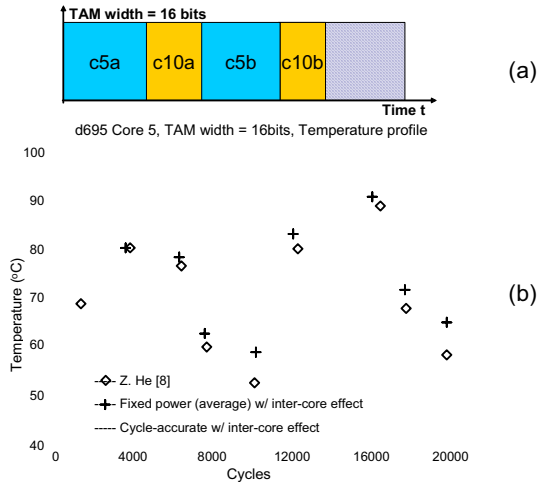 TAM width = 16 bits
c5a c10a c5b c10b
(a)
Time t
d695 Core 5, TAM width = 16bits, Temperature profile
100
90
80
70
60
50
40
Temperature (°C)
(b)
Z. He [8]
Fixed power (average) w/ inter-core effect
Cycle-accurate w/ inter-core effect
0 4000 8000 12000 16000 20000
Cycles